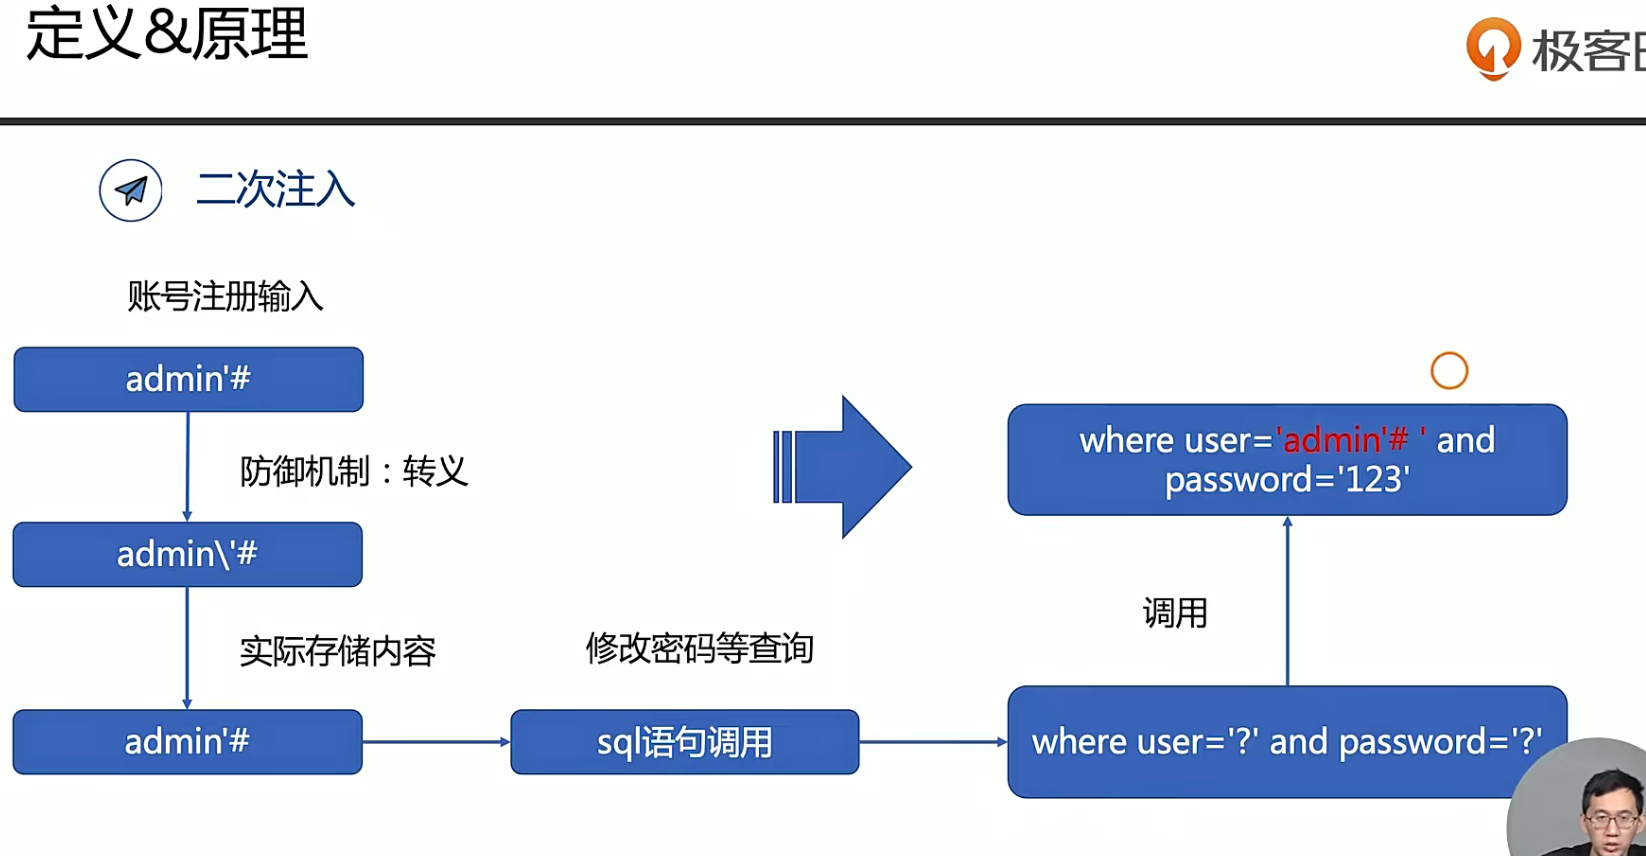 定义&原理
极客
二次注入
账号注册输入
admin'#
防御机制：转义
admin\'#
实际存储内容
admin'#
修改密码等查询
sql语句调用
where user='?' and password='?'
调用
where user='admin'# ' and
password='123'